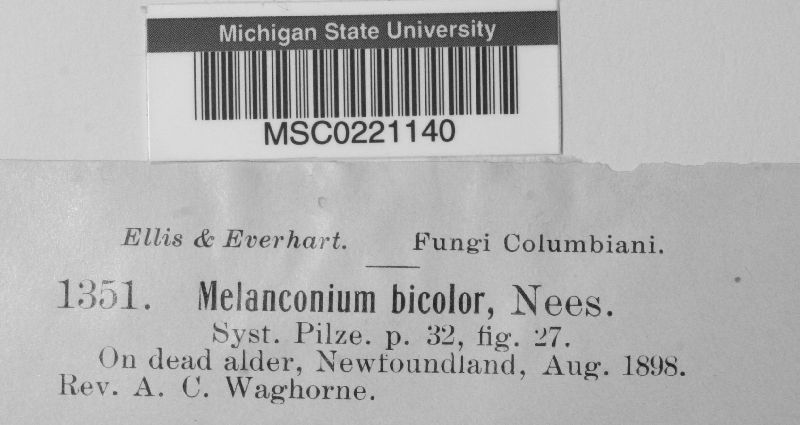 Michigan State University
MSC0221140
Ellis & Everhart. Fungi Columbiani.
1351. Melanconium bicolor, Nees.
Syst. Pilze. p. 32, fig. 27.
On dead alder, Newfoundland, Aug. 1898.
Rev. A. C. Waghorne.